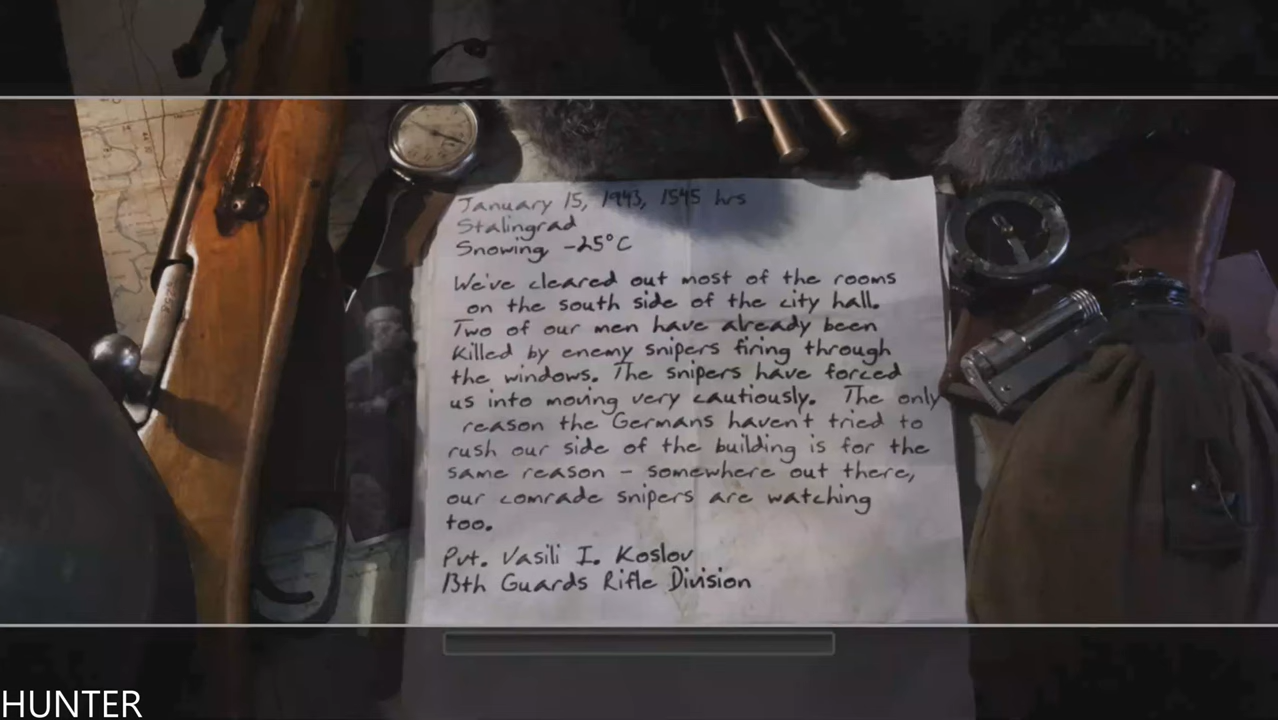 January 15, 1943, 1545 hrs
Stalingrad
Snowing -25°C
We've cleared out most of the rooms
on the south side of the city hall.
Two of our men have already been
killed by enemy snipers firing through
the windows. The snipers have forced
us into moving very cautiously. The only
reason the Germans haven't tried to
rush our side of the building is for the
same reason - somewhere out there,
our comrade snipers are watching
too.
Pvt. Vasili I. Koslov
13th Guards Rifle Division
HUNTER